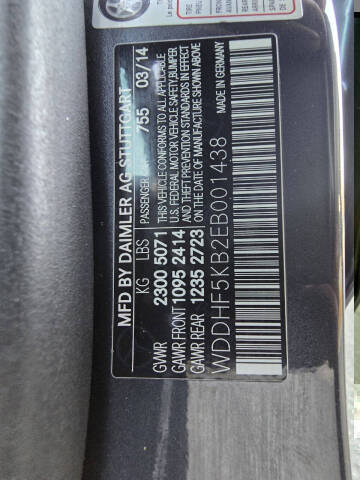 MFD BY DAIMLER AG-STUTTGART
KG LBS PASSENGER CAR 755 03/14
GVWR 2300 5071
GAWR FRONT 1095 2414
GAWR REAR 1235 2723
THIS VEHICLE CONFORMS TO ALL APPLICABLE
U.S. FEDERAL MOTOR VEHICLE SAFETY, BUMPER
AND THEFT PREVENTION STANDARDS IN EFFECT
ON THE DATE OF MANUFACTURE SHOWN ABOVE
WDDHF5KB2EB001438
MADE IN GERMANY